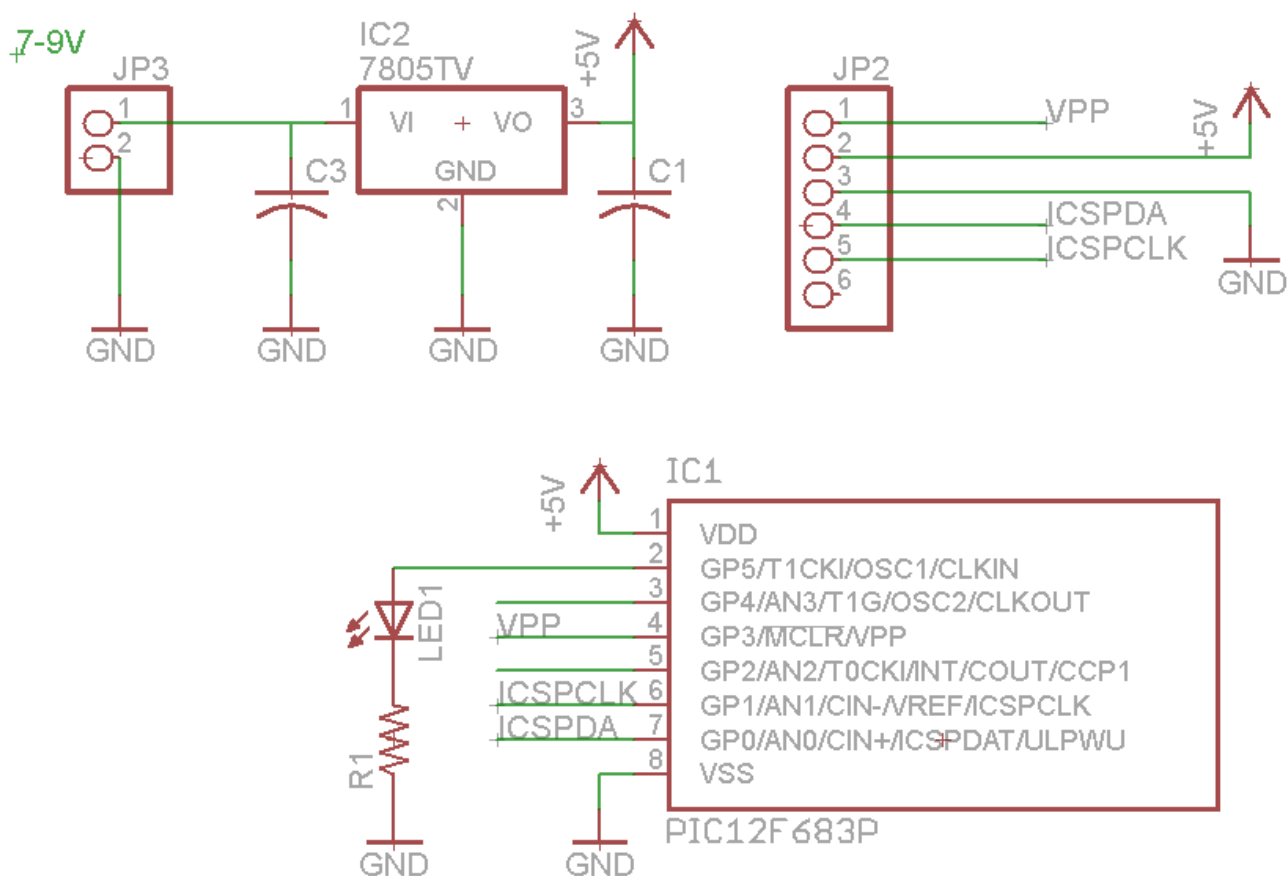 7-9V
JP3
1
2
IC2
7805TV
1
VI
VO
3
GND
2
+5V
C3
C1
GND
GND
GND
GND
JP2
1
2
3
4
5
6
VPP
+5V
ICSPDA
ICSPCLK
GND
IC1
+5V
1 VDD
2 GP5/T1CKI/OSC1/CLKIN
3 GP4/AN3/T1G/OSC2/CLKOUT
VPP 4 GP3/MCLR/VPP
5 GP2/AN2/T0CKI/INT/COUT/CCP1
ICSPCLK 6 GP1/AN1/CIN-/VREF/ICSPCLK
ICSPDA 7 GP0/AN0/CIN+/ICSPDAT/ULPWU
8 VSS
PIC12F683P
LED1
R1
GND
GND